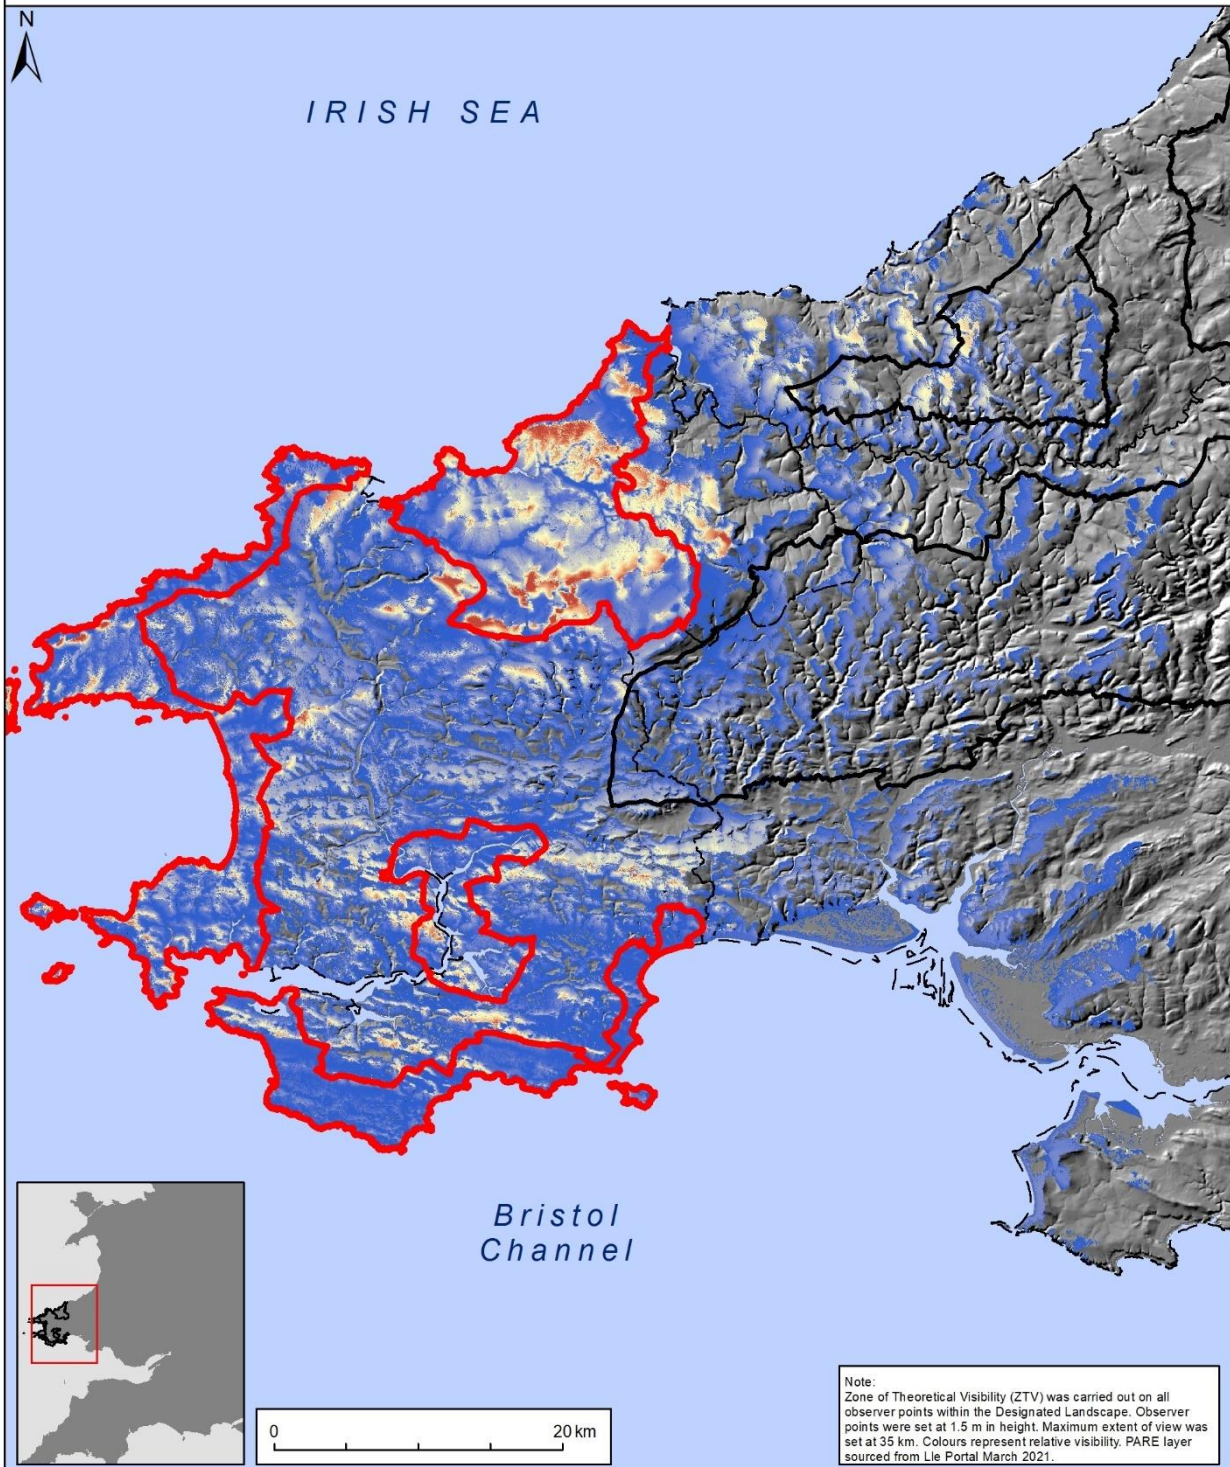 N
IRISH SEA
Bristol
Channel
0 20 km
Note:
Zone of Theoretical Visibility (ZTV) was carried out on all
observer points within the Designated Landscape. Observer
points were set at 1.5 m in height. Maximum extent of view was
set at 35 km. Colours represent relative visibility. PARE layer
sourced from Lle Portal March 2021.